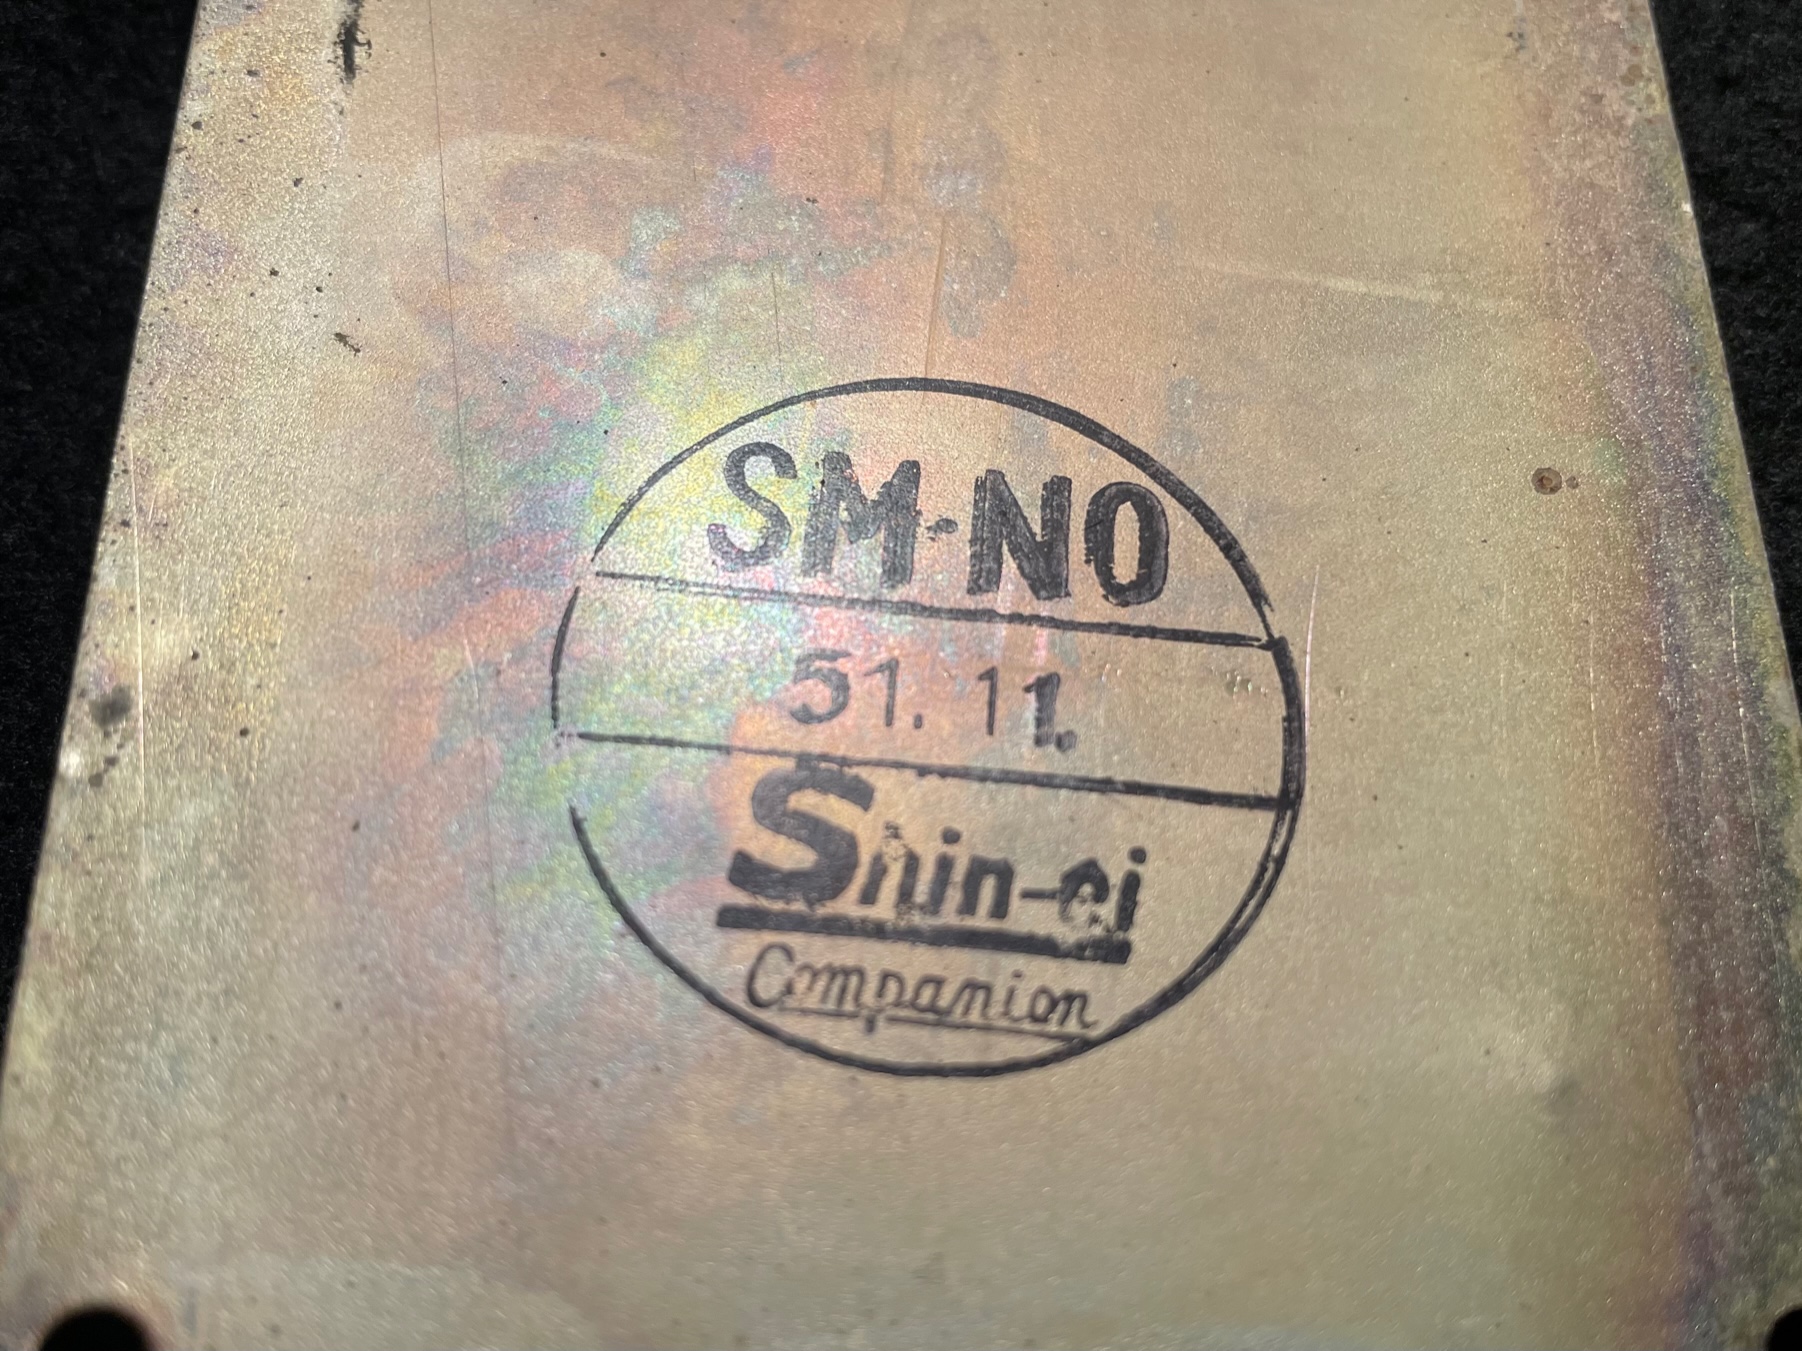 SM-NO
51. 11.
Shin-ei
Companion